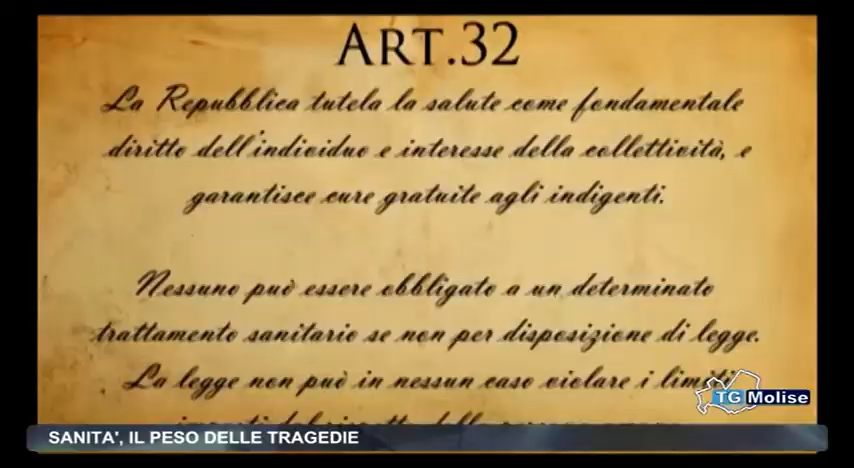 ART.32
La Repubblica tutela la salute come fondamentale
diritto dell'individuo e interesse della collettività, e
garantisce cure gratuite agli indigenti.
Nessuno può essere obbligato a un determinato
trattamento sanitario se non per disposizione di legge.
La legge non può in nessun caso violare i limiti
TG Molise
SANITA', IL PESO DELLE TRAGEDIE